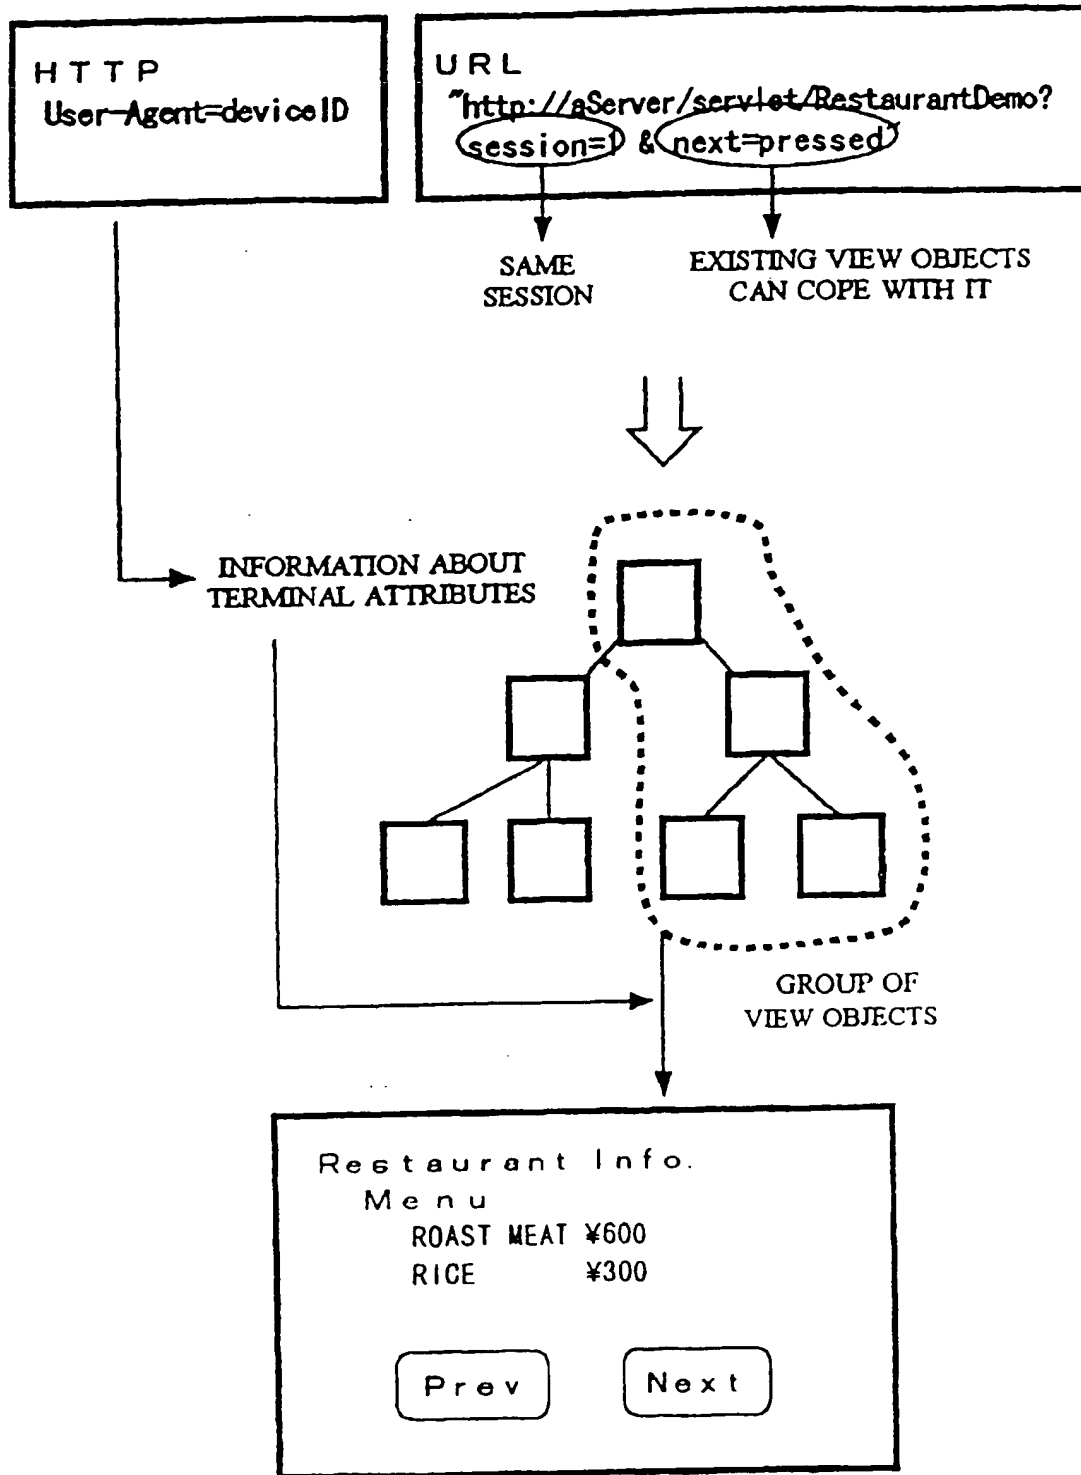 HTTP
User-Agent=deviceID
URL
"http://aServer/servlet/RestaurantDemo?
session=1 & next=pressed"
SAME
SESSION
EXISTING VIEW OBJECTS
CAN COPE WITH IT
INFORMATION ABOUT
TERMINAL ATTRIBUTES
GROUP OF
VIEW OBJECTS
Restaurant Info.
Menu
ROAST MEAT ¥600
RICE ¥300
Prev Next